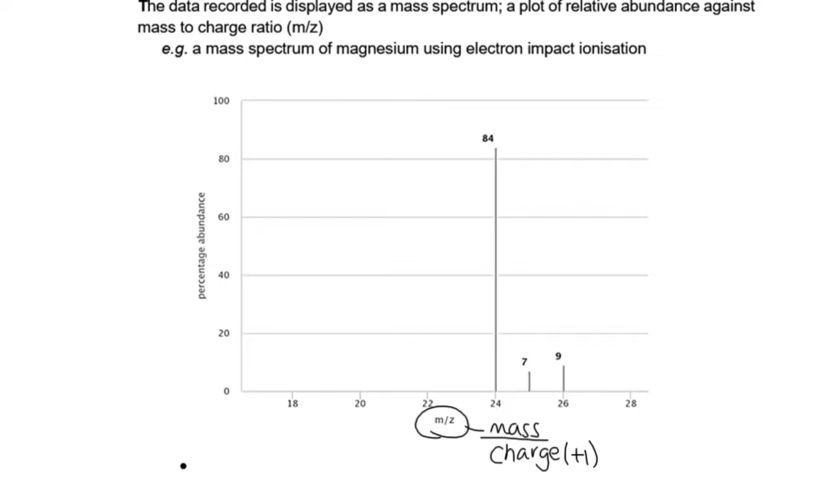 The data recorded is displayed as a mass spectrum; a plot of relative abundance against
mass to charge ratio (m/z)
e.g. a mass spectrum of magnesium using electron impact ionisation
100
84
80
percentage abundance
60
40
20
7
9
0
18 20 22 24 26 28
m/z
mass
charge (+1)